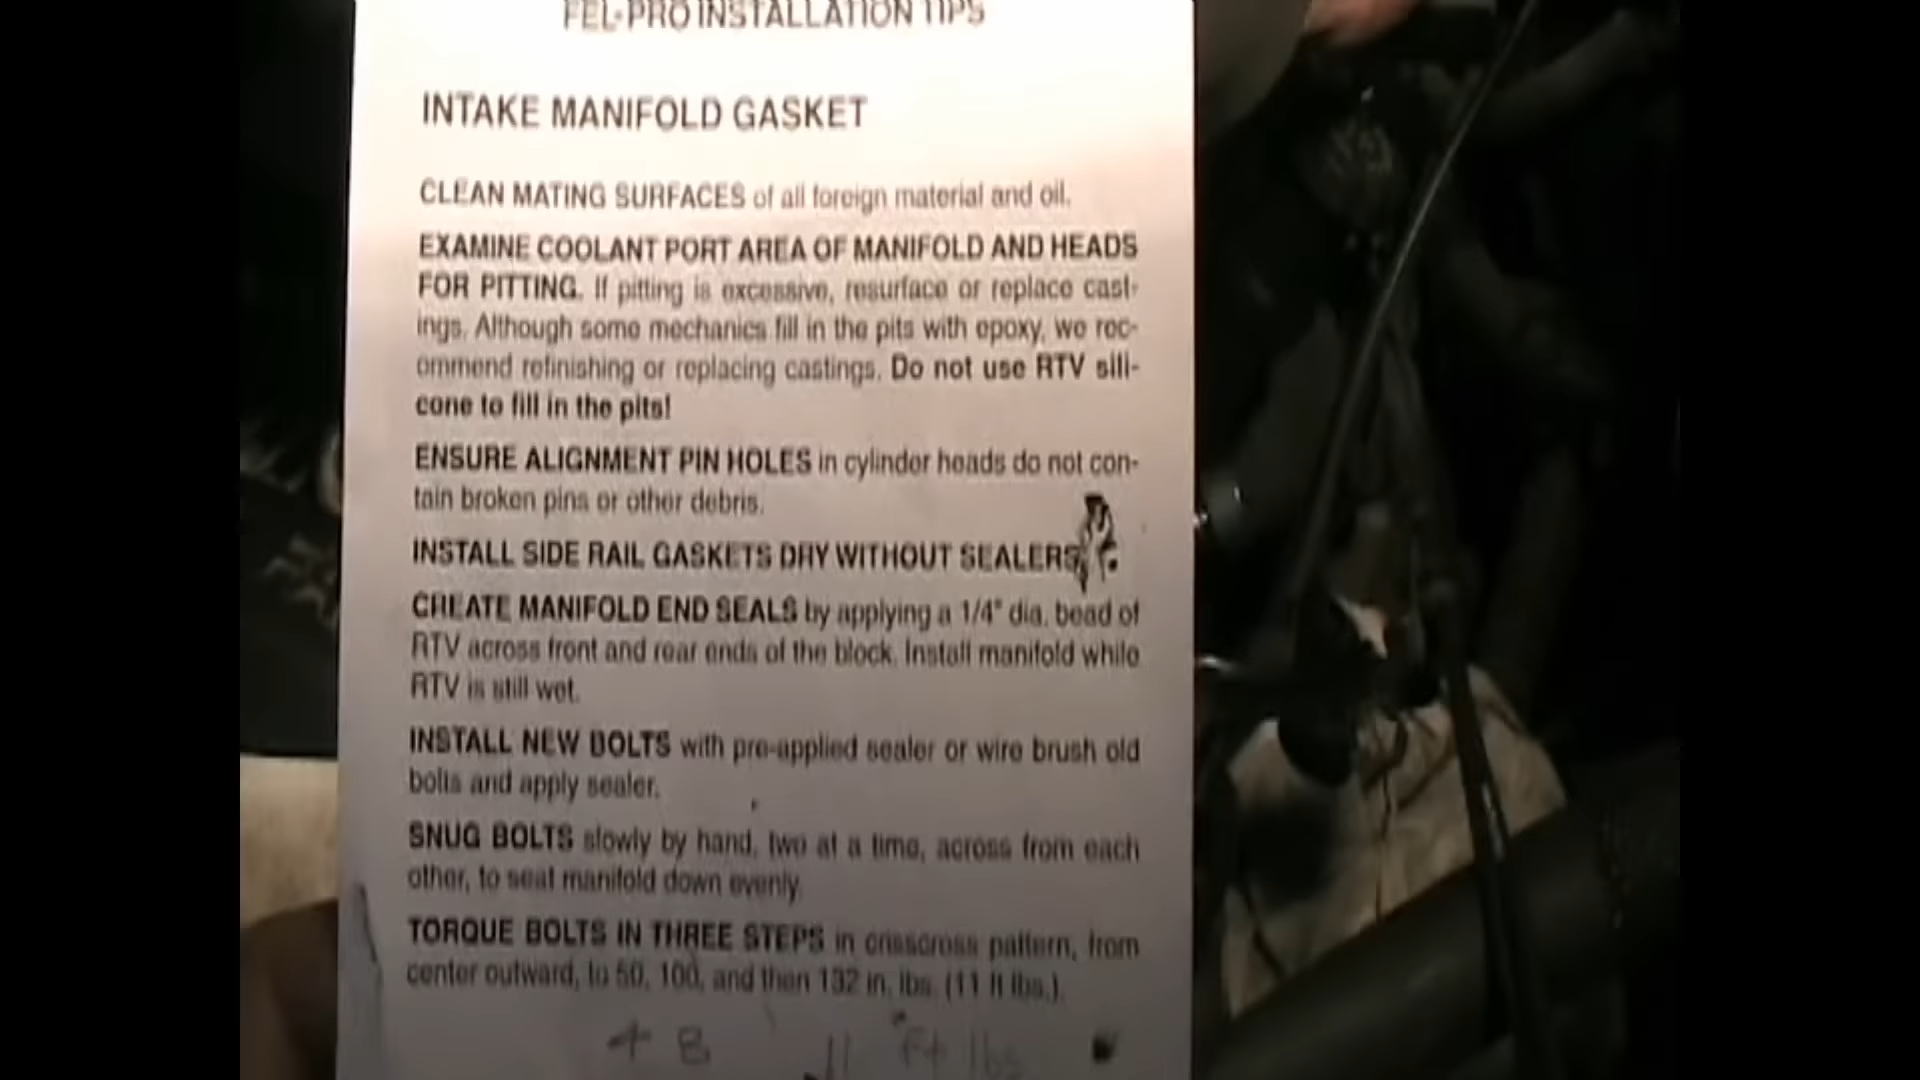 FEL-PRO INSTALLATION TIPS
INTAKE MANIFOLD GASKET
CLEAN MATING SURFACES of all foreign material and oil.
EXAMINE COOLANT PORT AREA OF MANIFOLD AND HEADS
FOR PITTING. If pitting is excessive, resurface or replace cast-
ings. Although some mechanics fill in the pits with epoxy, we rec-
ommend refinishing or replacing castings. Do not use RTV sili-
cone to fill in the pits!
ENSURE ALIGNMENT PIN HOLES in cylinder heads do not con-
tain broken pins or other debris.
INSTALL SIDE RAIL GASKETS DRY WITHOUT SEALERS.
CREATE MANIFOLD END SEALS by applying a 1/4" dia. bead of
RTV across front and rear ends of the block. Install manifold while
RTV is still wet.
INSTALL NEW BOLTS with pre-applied sealer or wire brush old
bolts and apply sealer.
SNUG BOLTS slowly by hand, two at a time, across from each
other, to seat manifold down evenly.
TORQUE BOLTS IN THREE STEPS in crisscross pattern, from
center outward, to 50, 100, and then 132 in. lbs. (11 ft lbs.).
4 8 11 ft lbs